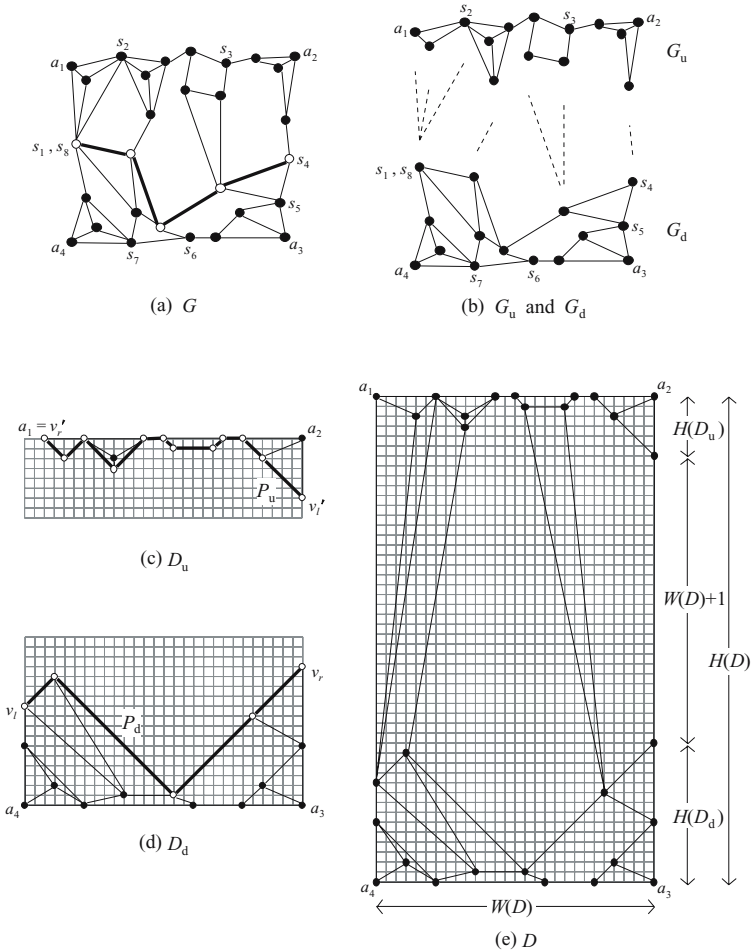 s2
a1
s3
a2
s1 , s8
s4
s5
a4
s7
s6
a3
(a) G
s2
a1
s3
a2
Gu
s1 , s8
s4
s5
Gd
a4
s7
s6
a3
(b) Gu and Gd
a1 = vr'
a2
Pu
vl'
(c) Du
vr
vl
Pd
a4
a3
(d) Dd
a1
a2
H(Du)
W(D)+1
H(D)
H(Dd)
a4
a3
W(D)
(e) D